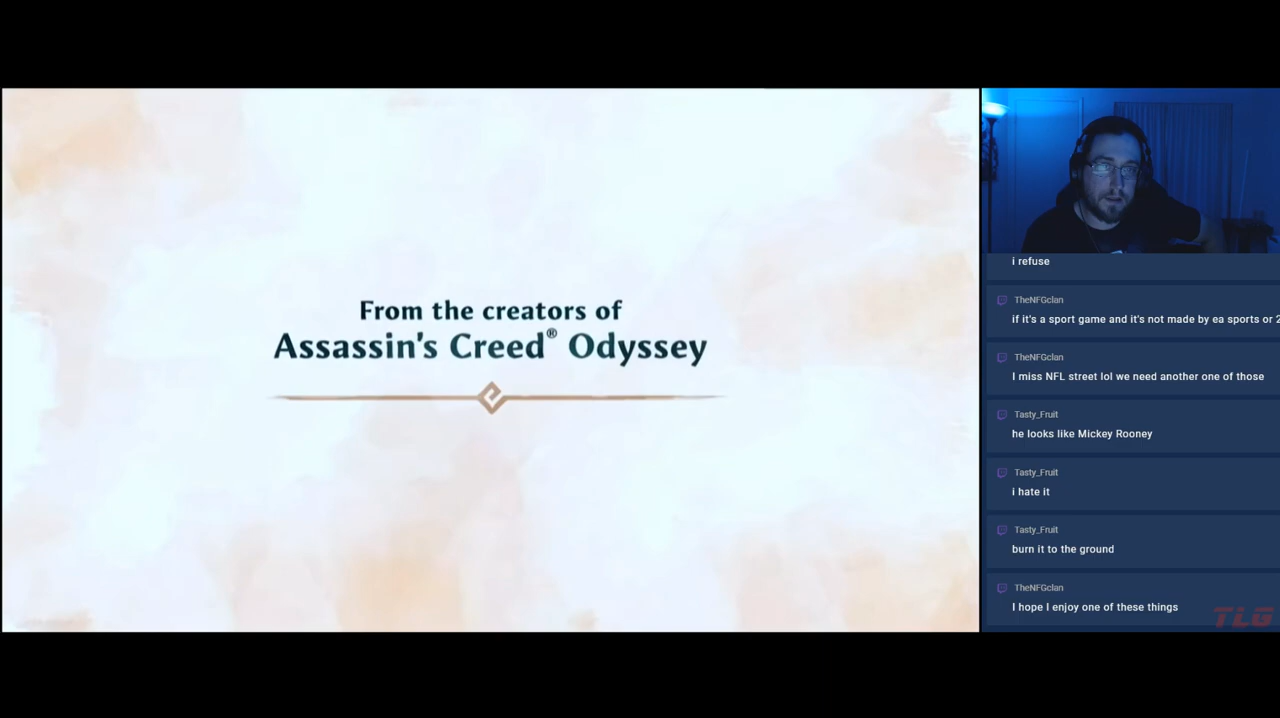 From the creators of
Assassin's Creed® Odyssey
i refuse
TheNFGclan
if it's a sport game and it's not made by ea sports or 2
TheNFGclan
I miss NFL street lol we need another one of those
Tasty_Fruit
he looks like Mickey Rooney
Tasty_Fruit
i hate it
Tasty_Fruit
burn it to the ground
TheNFGclan
I hope I enjoy one of these things
TLG